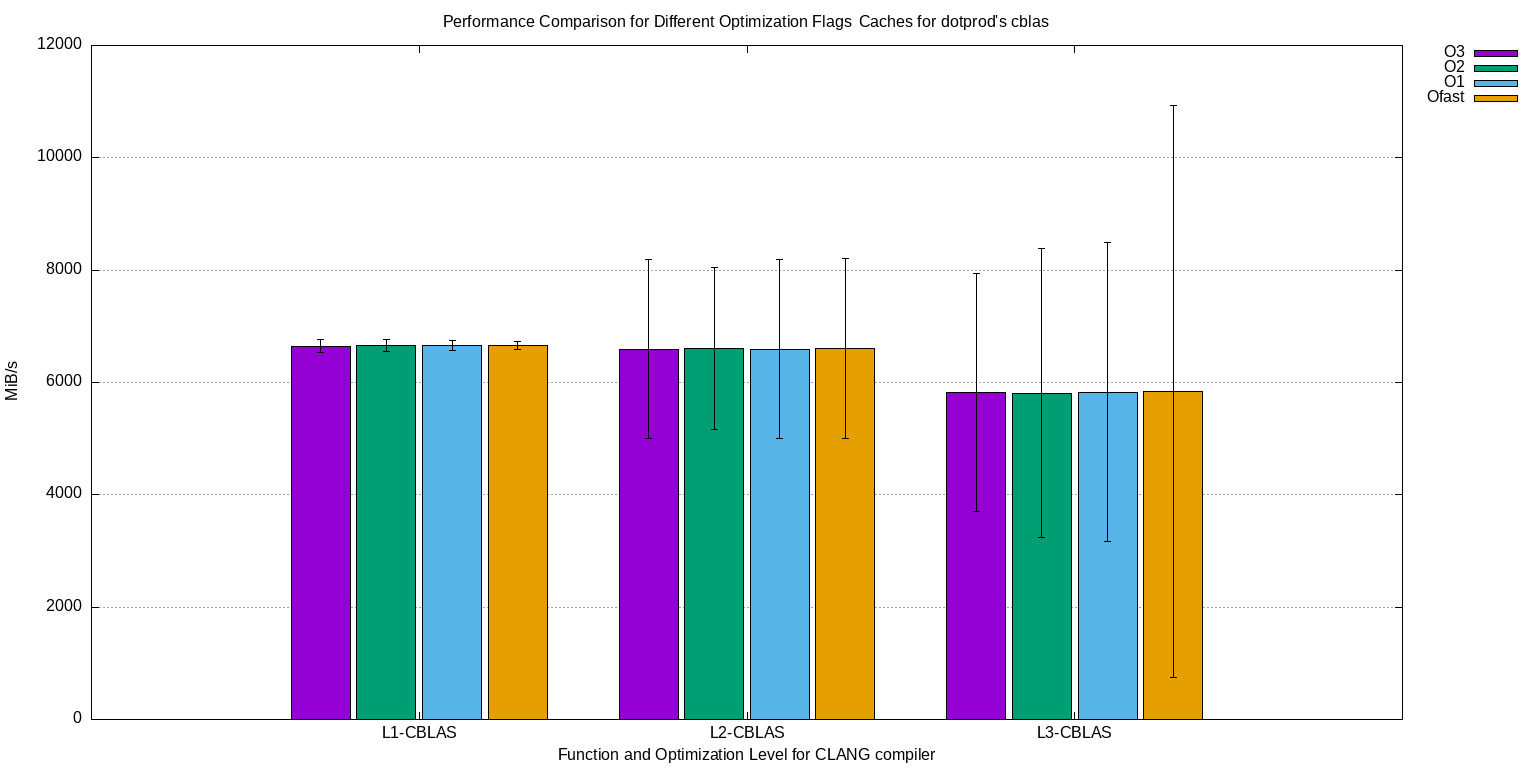 Performance Comparison for Different Optimization Flags  Caches for dotprod's cblas
12000
10000
8000
6000
4000
2000
0
MiB/s
O3
O2
O1
Ofast
L1-CBLAS
L2-CBLAS
L3-CBLAS
Function and Optimization Level for CLANG compiler